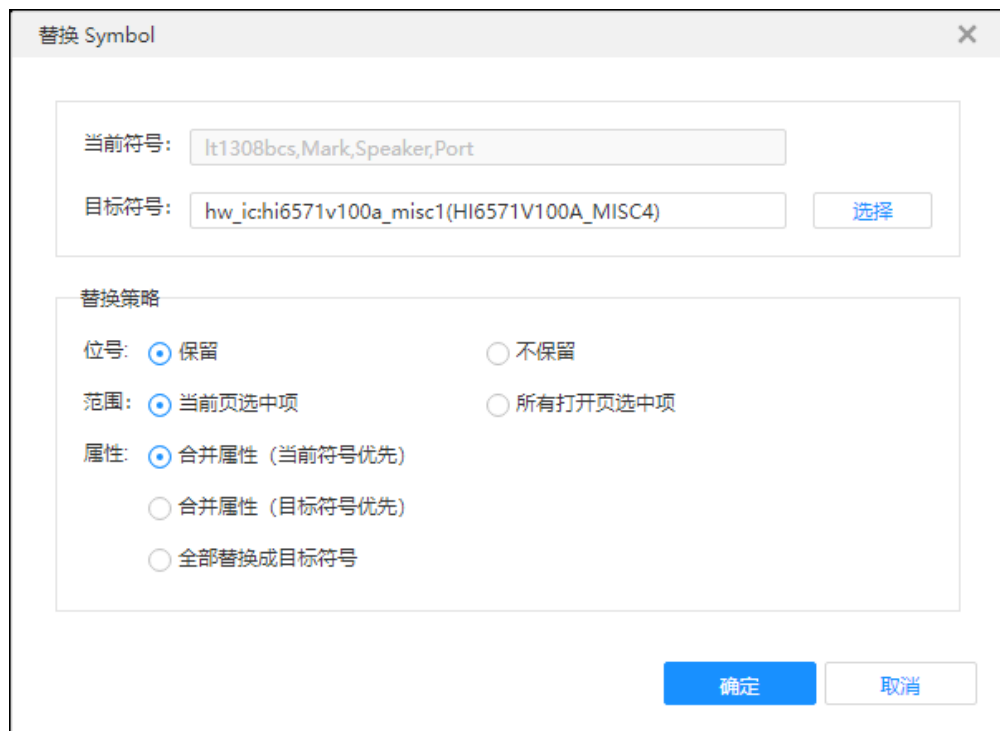 替换 Symbol
当前符号： lt1308bcs,Mark,Speaker,Port
目标符号： hw_ic:hi6571v100a_misc1(HI6571V100A_MISC4) 选择
替换策略
位号: 保留 不保留
范围： 当前页选中项 所有打开页选中项
属性: 合并属性（当前符号优先）
合并属性（目标符号优先）
全部替换成目标符号
确定 取消